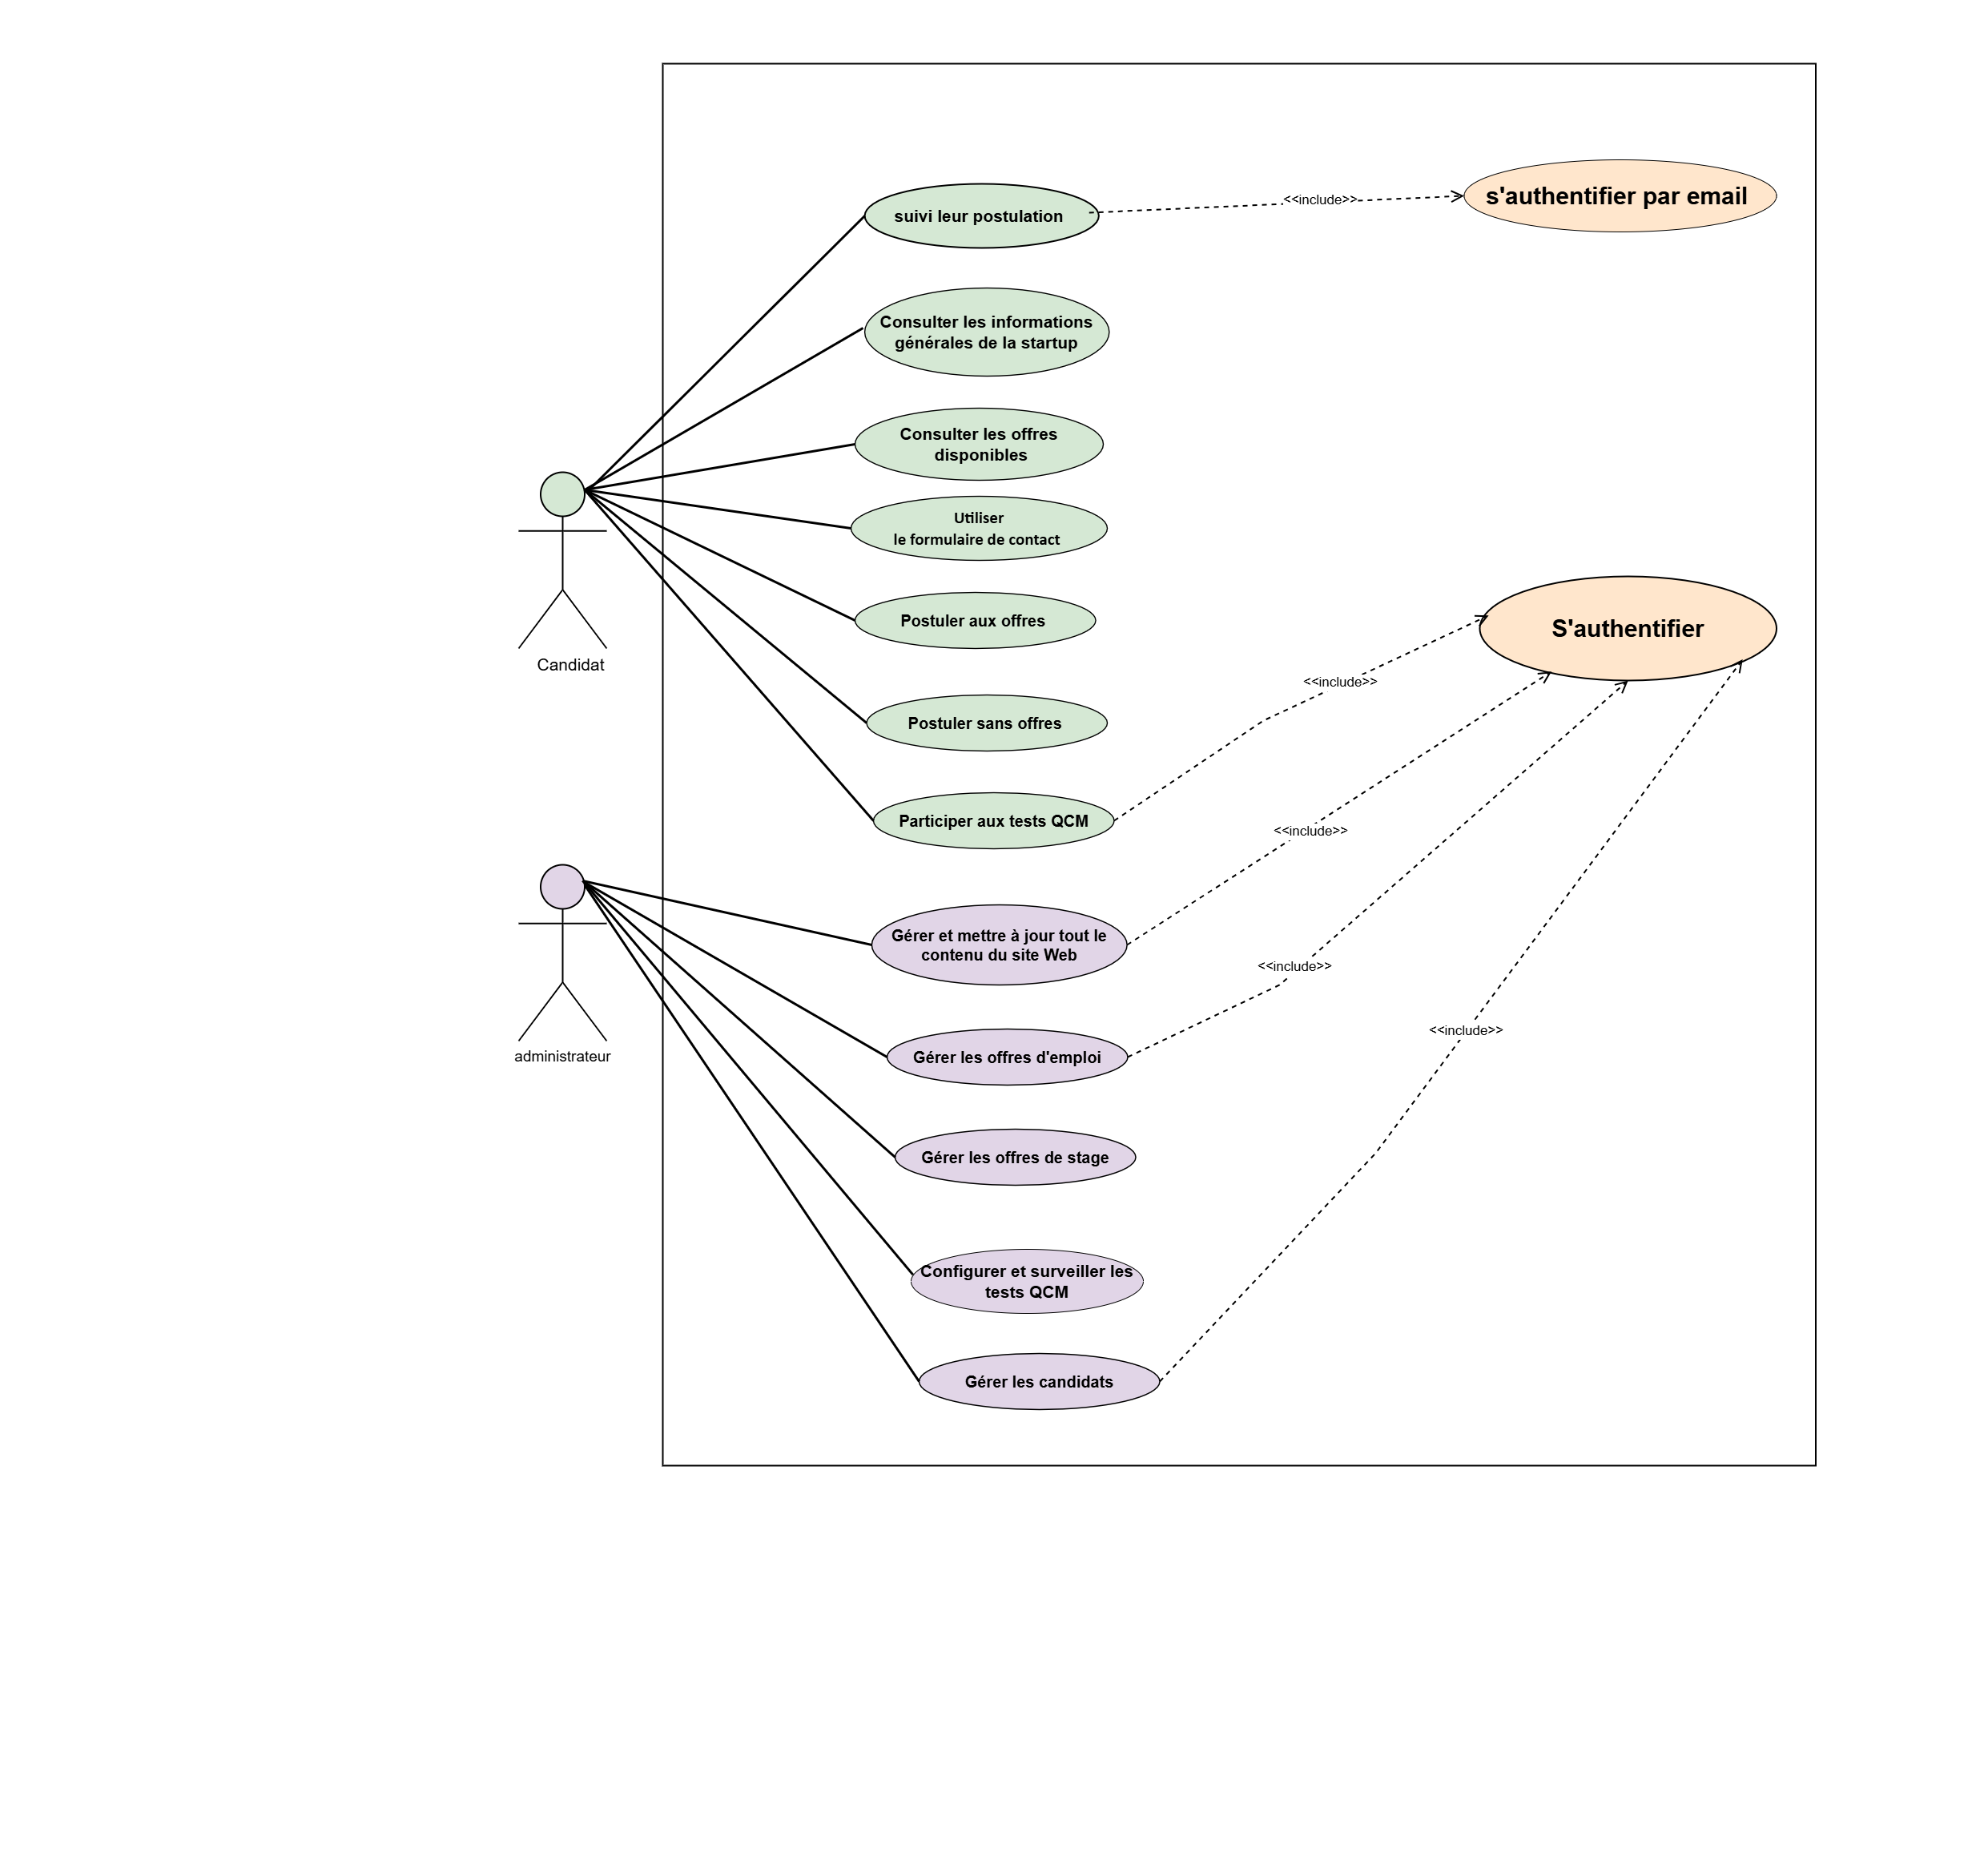 suivi leur postulation
<<include>>
s'authentifier par email
Consulter les informations
générales de la startup
Consulter les offres
disponibles
Utiliser
le formulaire de contact
Postuler aux offres
S'authentifier
Candidat
<<include>>
Postuler sans offres
Participer aux tests QCM
<<include>>
Gérer et mettre à jour tout le
contenu du site Web
<<include>>
administrateur
Gérer les offres d'emploi
<<include>>
Gérer les offres de stage
Configurer et surveiller les
tests QCM
Gérer les candidats